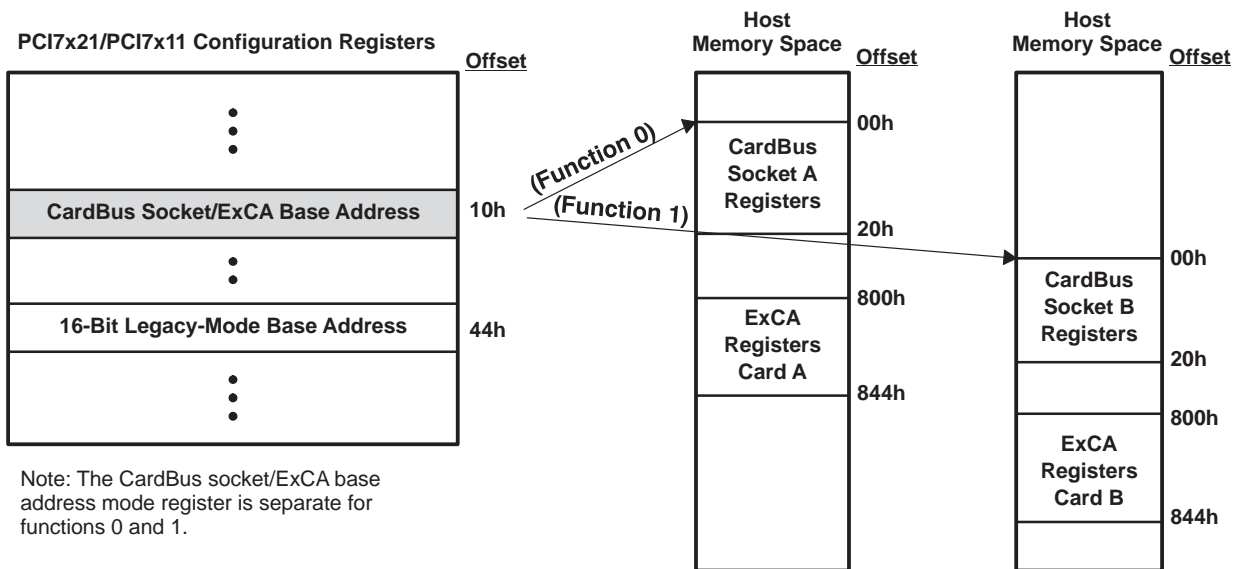 PCI7x21/PCI7x11 Configuration Registers
Offset
CardBus Socket/ExCA Base Address
10h
16-Bit Legacy-Mode Base Address
44h
Note: The CardBus socket/ExCA base
address mode register is separate for
functions 0 and 1.
(Function 0)
(Function 1)
Host
Memory Space
Offset
00h
CardBus
Socket A
Registers
20h
800h
ExCA
Registers
Card A
844h
Host
Memory Space
Offset
00h
CardBus
Socket B
Registers
20h
800h
ExCA
Registers
Card B
844h